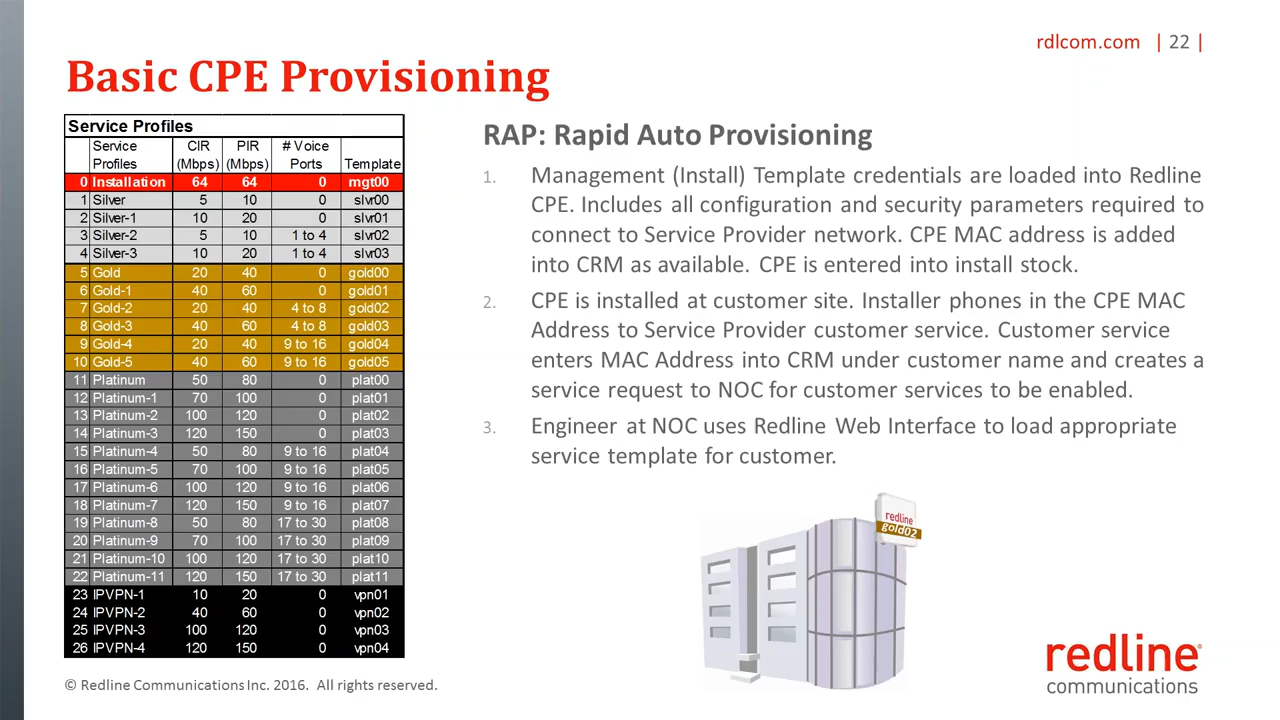 rdlcom.com | 22 |
Basic CPE Provisioning
Service Profiles
Service Profiles CIR (Mbps) PIR (Mbps) # Voice Ports Template
0 Installation 64 64 0 mgt00
1 Silver 5 10 0 slvr00
2 Silver-1 10 20 0 slvr01
3 Silver-2 5 10 1 to 4 slvr02
4 Silver-3 10 20 1 to 4 slvr03
5 Gold 20 40 0 gold00
6 Gold-1 40 60 0 gold01
7 Gold-2 20 40 4 to 8 gold02
8 Gold-3 40 60 4 to 8 gold03
9 Gold-4 20 40 9 to 16 gold04
10 Gold-5 40 60 9 to 16 gold05
11 Platinum 50 80 0 plat00
12 Platinum-1 70 100 0 plat01
13 Platinum-2 100 120 0 plat02
14 Platinum-3 120 150 0 plat03
15 Platinum-4 50 80 9 to 16 plat04
16 Platinum-5 70 100 9 to 16 plat05
17 Platinum-6 100 120 9 to 16 plat06
18 Platinum-7 120 150 9 to 16 plat07
19 Platinum-8 50 80 17 to 30 plat08
20 Platinum-9 70 100 17 to 30 plat09
21 Platinum-10 100 120 17 to 30 plat10
22 Platinum-11 120 150 17 to 30 plat11
23 IPVPN-1 10 20 0 vpn01
24 IPVPN-2 40 60 0 vpn02
25 IPVPN-3 100 120 0 vpn03
26 IPVPN-4 120 150 0 vpn04
RAP: Rapid Auto Provisioning
1. Management (Install) Template credentials are loaded into Redline
CPE. Includes all configuration and security parameters required to
connect to Service Provider network. CPE MAC address is added
into CRM as available. CPE is entered into install stock.
2. CPE is installed at customer site. Installer phones in the CPE MAC
Address to Service Provider customer service. Customer service
enters MAC Address into CRM under customer name and creates a
service request to NOC for customer services to be enabled.
3. Engineer at NOC uses Redline Web Interface to load appropriate
service template for customer.
redline
gold02
redline®
communications
© Redline Communications Inc. 2016. All rights reserved.